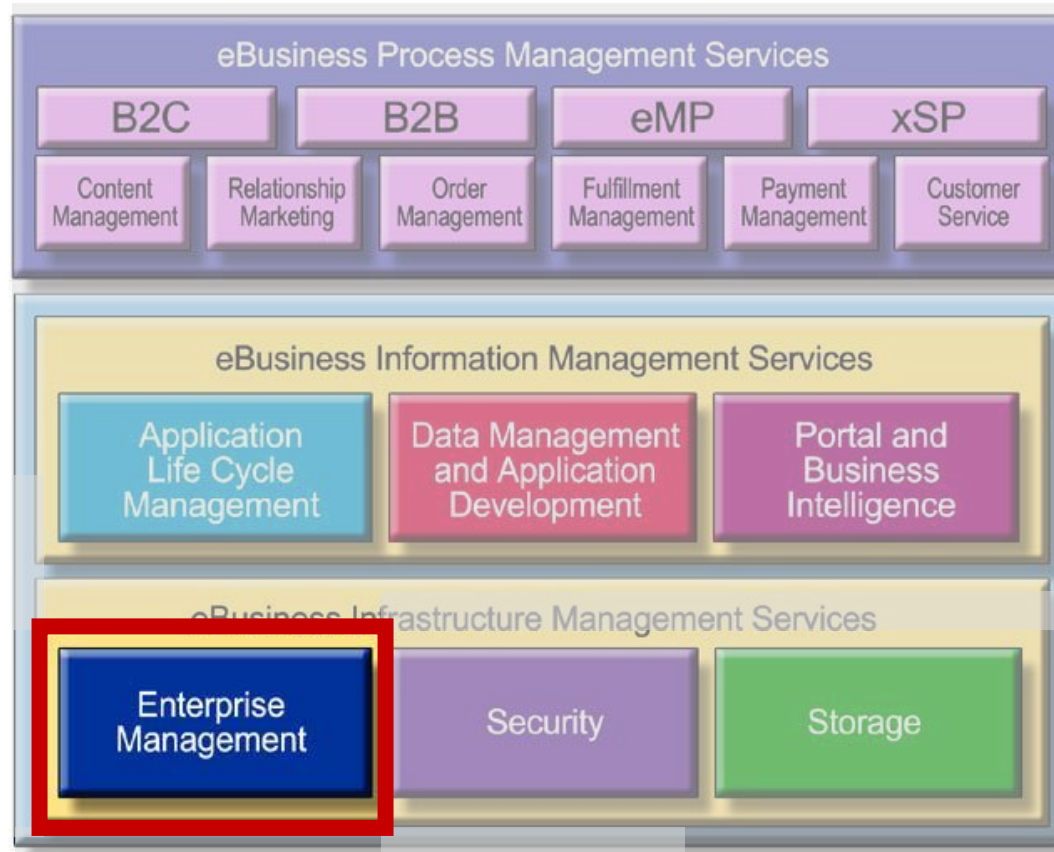 eBusiness Process Management Services
B2C B2B eMP xSP
Content Relationship Order Fulfillment Payment Customer
Management Marketing Management Management Management Service
eBusiness Information Management Services
Application Data Management Portal and
Life Cycle and Application Business
Management Development Intelligence
eBusiness Infrastructure Management Services
Enterprise
Management
Security
Storage